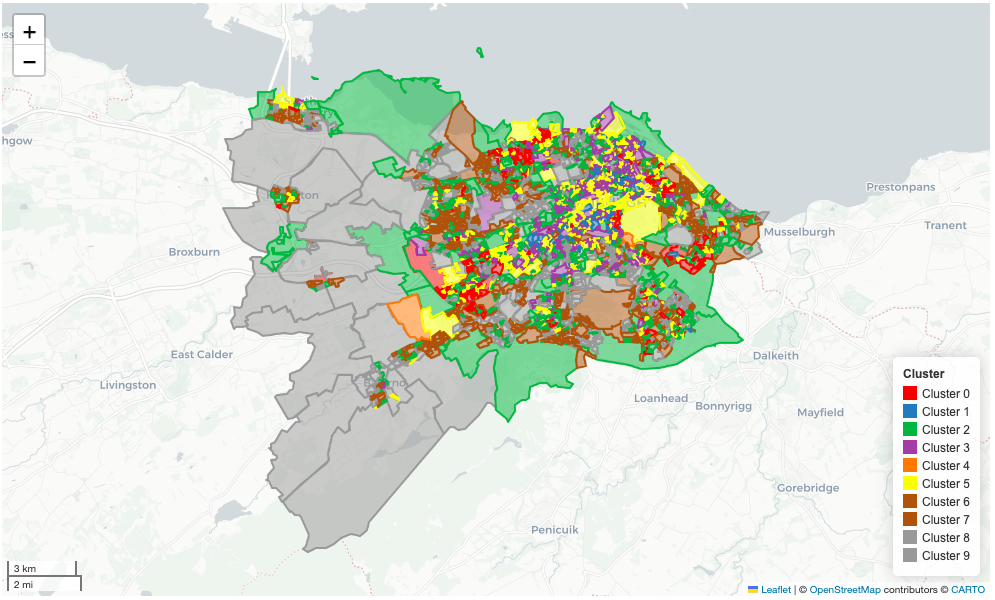 +
−
hgow
Prestonpans
Tranent
Musselburgh
Broxburn
East Calder
Livingston
Dalkeith
Loanhead
Bonnyrigg
Mayfield
Gorebridge
Penicuik
Cluster
Cluster 0
Cluster 1
Cluster 2
Cluster 3
Cluster 4
Cluster 5
Cluster 6
Cluster 7
Cluster 8
Cluster 9
3 km
2 mi
Leaflet | © OpenStreetMap contributors © CARTO